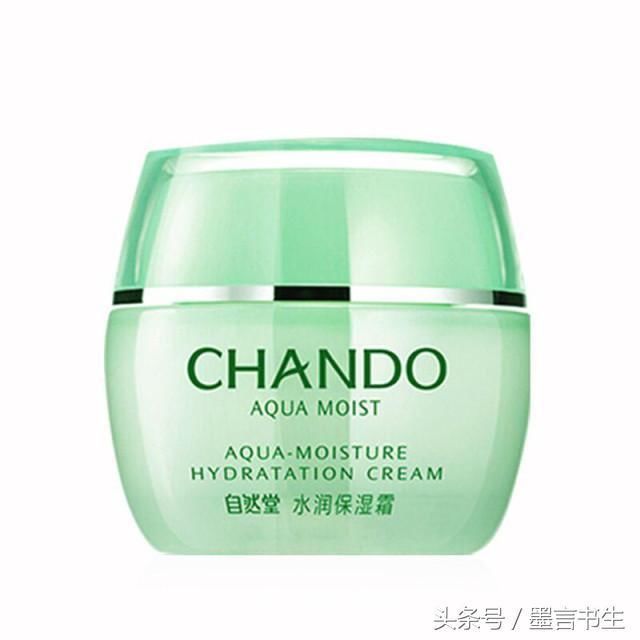 CHANDO
AQUA MOIST
AQUA-MOISTURE
HYDRATATION CREAM
自然堂 水润保湿霜
头条号 / 墨言书生